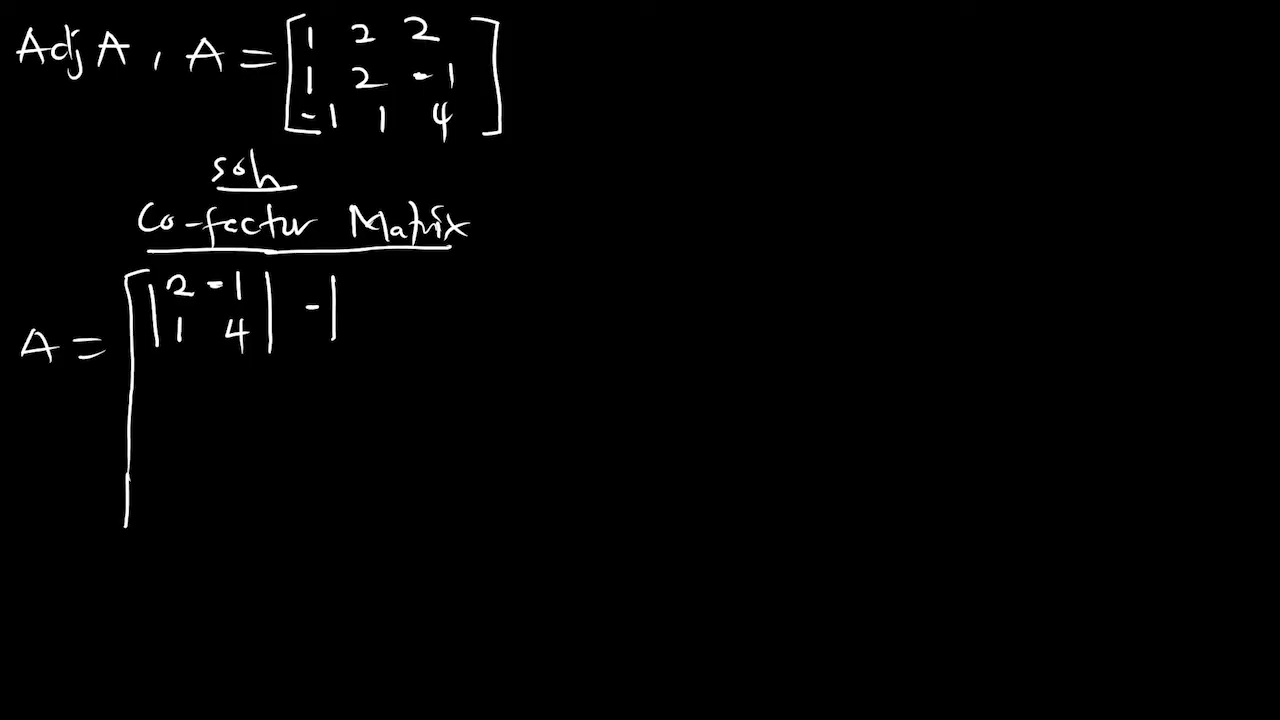 Adj A , A = [ 1 2 2
1 2 -1
-1 1 4 ]
soln
Co-factor Matrix
A = [ | 2 -1 | -|
| 1 4 |